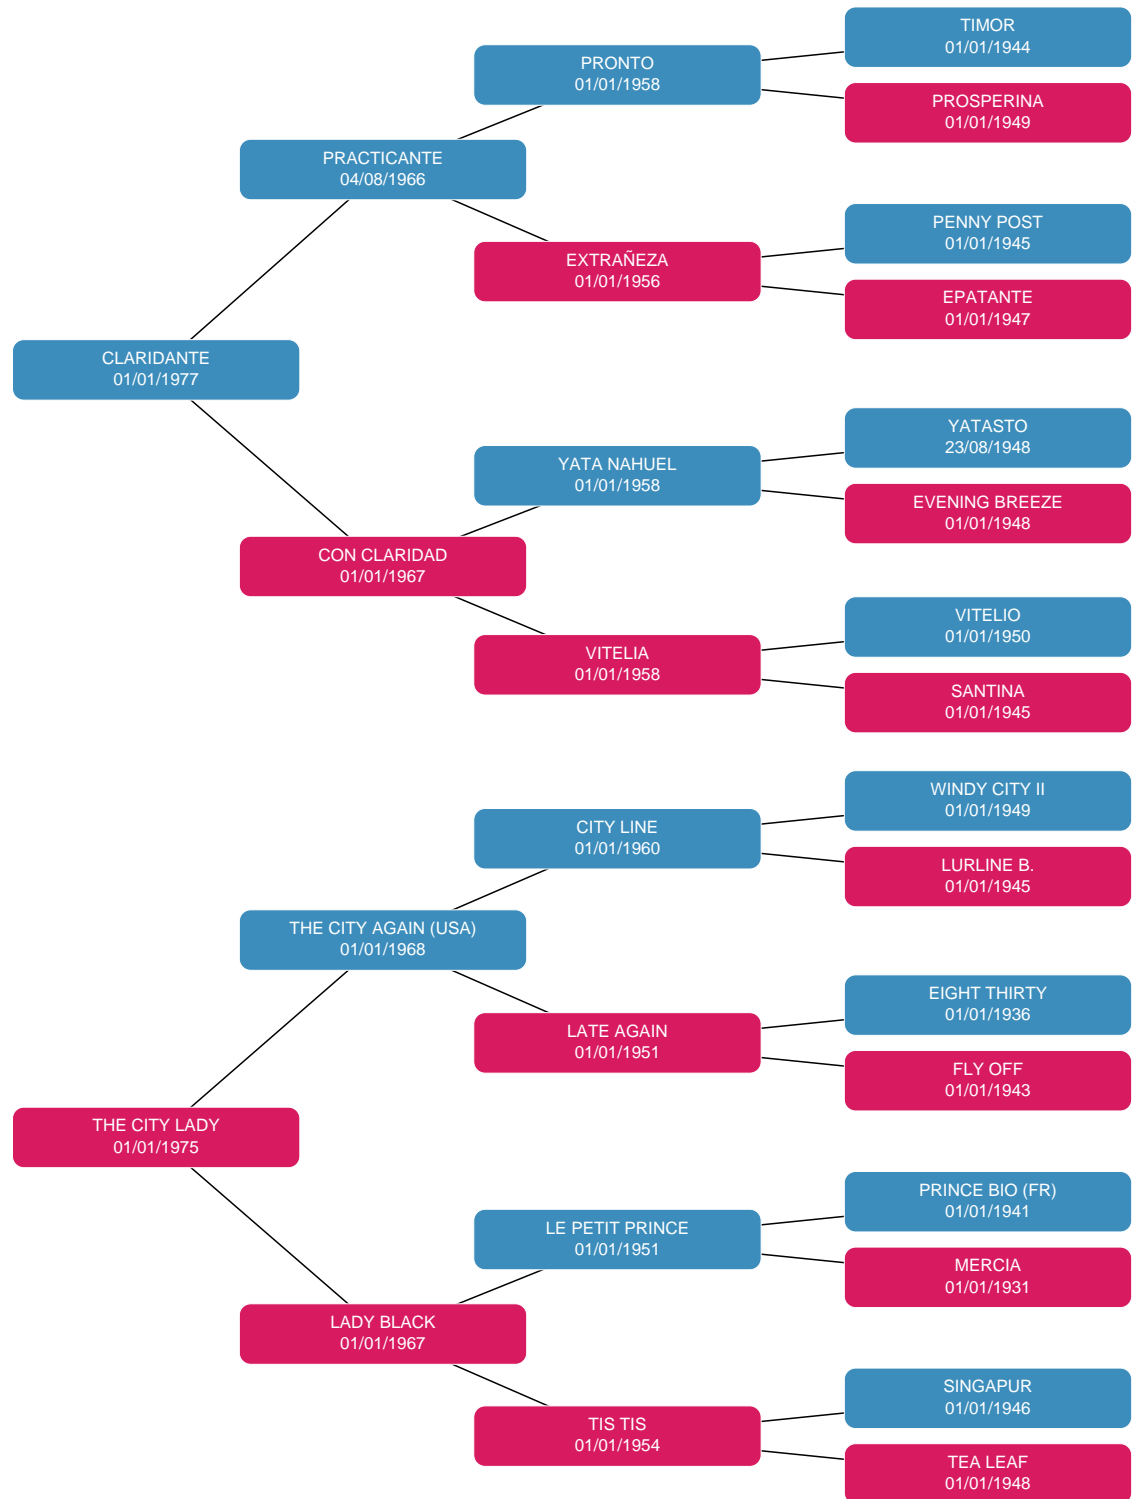 TIMOR
01/01/1944
PRONTO
01/01/1958
PROSPERINA
01/01/1949
PRACTICANTE
04/08/1966
PENNY POST
01/01/1945
EXTRAÑEZA
01/01/1956
EPATANTE
01/01/1947
CLARIDANTE
01/01/1977
YATASTO
23/08/1948
YATA NAHUEL
01/01/1958
EVENING BREEZE
01/01/1948
CON CLARIDAD
01/01/1967
VITELIO
01/01/1950
VITELIA
01/01/1958
SANTINA
01/01/1945
WINDY CITY II
01/01/1949
CITY LINE
01/01/1960
LURLINE B.
01/01/1945
THE CITY AGAIN (USA)
01/01/1968
EIGHT THIRTY
01/01/1936
LATE AGAIN
01/01/1951
FLY OFF
01/01/1943
THE CITY LADY
01/01/1975
PRINCE BIO (FR)
01/01/1941
LE PETIT PRINCE
01/01/1951
MERCIA
01/01/1931
LADY BLACK
01/01/1967
SINGAPUR
01/01/1946
TIS TIS
01/01/1954
TEA LEAF
01/01/1948